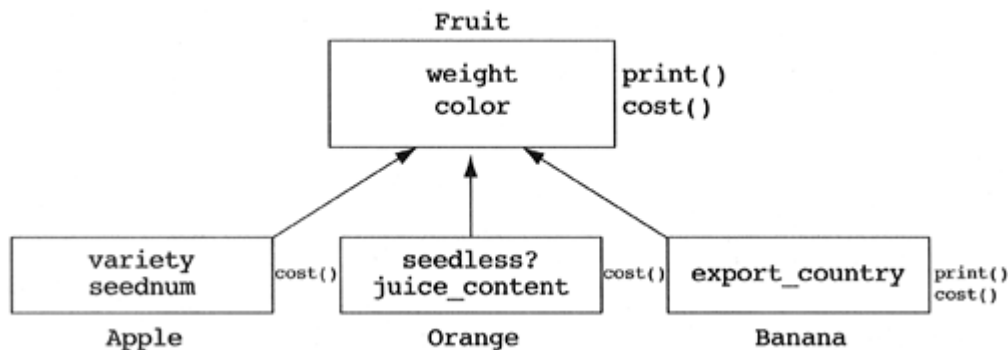 Fruit
weight
color
print()
cost()
variety
seednum
cost()
seedless?
juice_content
cost()
export_country
print()
cost()
Apple
Orange
Banana